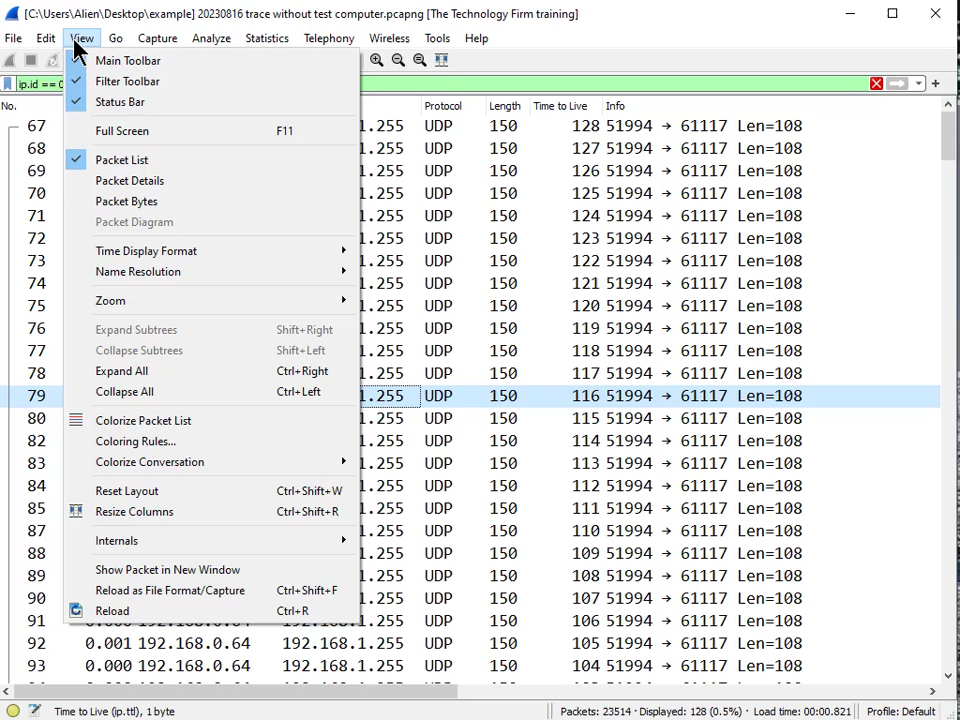 [C:\Users\Alien\Desktop\example] 20230816 trace without test computer.pcapng [The Technology Firm training]
File Edit View Go Capture Analyze Statistics Telephony Wireless Tools Help
ip.id == 0
No. Protocol Length Time to Live Info
Main Toolbar
Filter Toolbar
Status Bar
Full Screen F11
Packet List
Packet Details
Packet Bytes
Packet Diagram
Time Display Format
Name Resolution
Zoom
Expand Subtrees Shift+Right
Collapse Subtrees Shift+Left
Expand All Ctrl+Right
Collapse All Ctrl+Left
Colorize Packet List
Coloring Rules...
Colorize Conversation
Reset Layout Ctrl+Shift+W
Resize Columns Ctrl+Shift+R
Internals
Show Packet in New Window
Reload as File Format/Capture Ctrl+Shift+F
Reload Ctrl+R
67 1.255 UDP 150 128 51994 → 61117 Len=108
68 1.255 UDP 150 127 51994 → 61117 Len=108
69 1.255 UDP 150 126 51994 → 61117 Len=108
70 1.255 UDP 150 125 51994 → 61117 Len=108
71 1.255 UDP 150 124 51994 → 61117 Len=108
72 1.255 UDP 150 123 51994 → 61117 Len=108
73 1.255 UDP 150 122 51994 → 61117 Len=108
74 1.255 UDP 150 121 51994 → 61117 Len=108
75 1.255 UDP 150 120 51994 → 61117 Len=108
76 1.255 UDP 150 119 51994 → 61117 Len=108
77 1.255 UDP 150 118 51994 → 61117 Len=108
78 1.255 UDP 150 117 51994 → 61117 Len=108
79 1.255 UDP 150 116 51994 → 61117 Len=108
80 1.255 UDP 150 115 51994 → 61117 Len=108
82 1.255 UDP 150 114 51994 → 61117 Len=108
83 1.255 UDP 150 113 51994 → 61117 Len=108
84 1.255 UDP 150 112 51994 → 61117 Len=108
85 1.255 UDP 150 111 51994 → 61117 Len=108
87 1.255 UDP 150 110 51994 → 61117 Len=108
88 1.255 UDP 150 109 51994 → 61117 Len=108
89 1.255 UDP 150 108 51994 → 61117 Len=108
90 1.255 UDP 150 107 51994 → 61117 Len=108
91 1.255 UDP 150 106 51994 → 61117 Len=108
92 0.001 192.168.0.64 192.168.1.255 UDP 150 105 51994 → 61117 Len=108
93 0.000 192.168.0.64 192.168.1.255 UDP 150 104 51994 → 61117 Len=108
Time to Live (ip.ttl), 1 byte
Packets: 23514 · Displayed: 128 (0.5%) · Load time: 00:00.821
Profile: Default